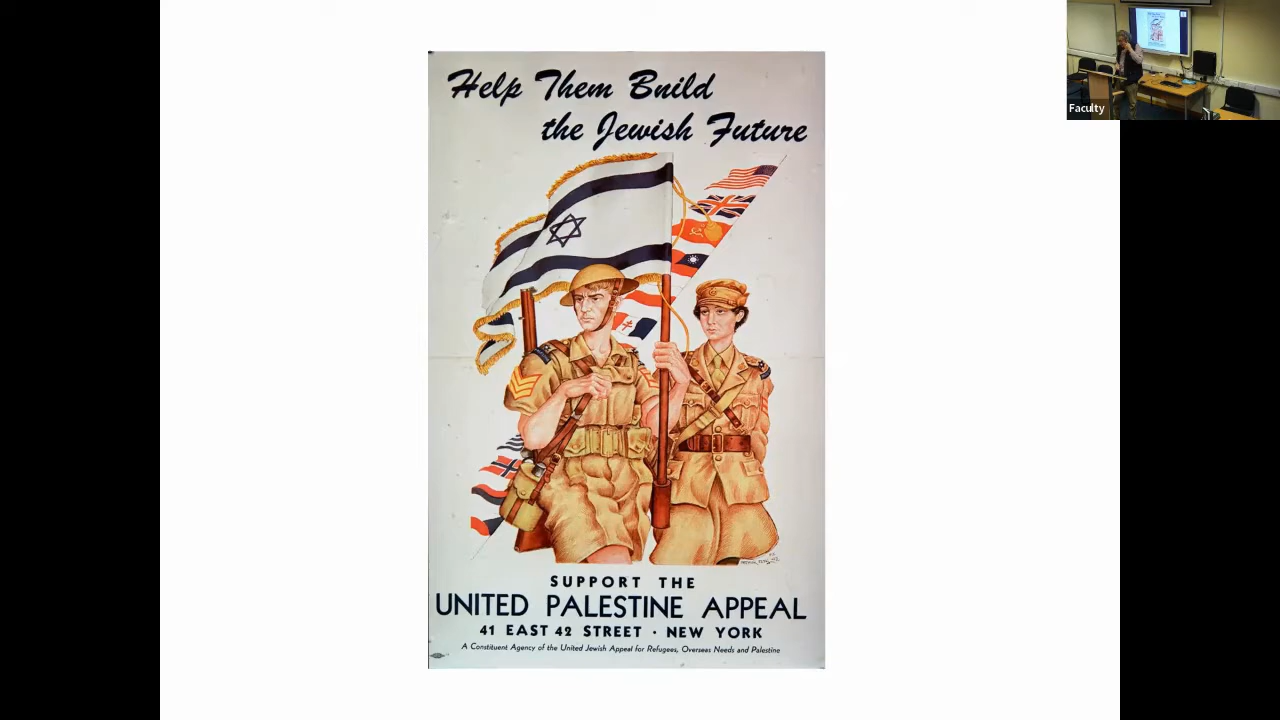 Help Them Build
the Jewish Future
SUPPORT THE
UNITED PALESTINE APPEAL
41 EAST 42 STREET · NEW YORK
A Constituent Agency of the United Jewish Appeal for Refugees, Overseas Needs and Palestine
Faculty